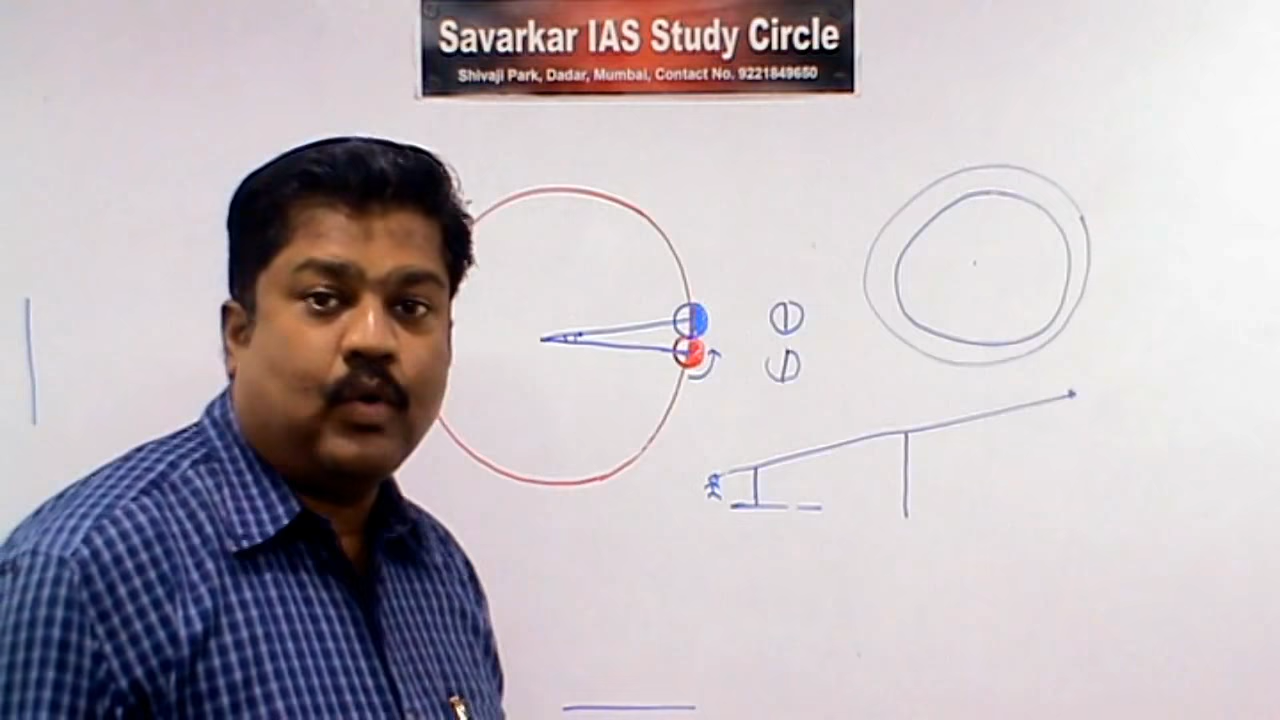 Savarkar IAS Study Circle
Shivaji Park, Dadar, Mumbai, Contact No. 9221849650